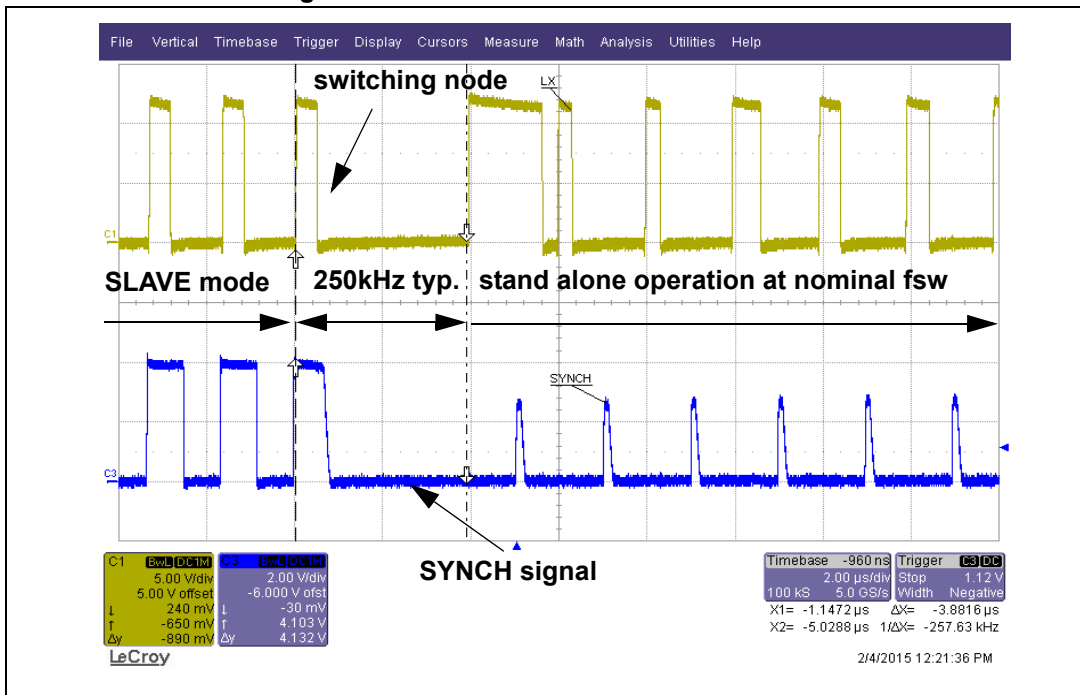 File Vertical Timebase Trigger Display Cursors Measure Math Analysis Utilities Help
switching node
LX
C1
SLAVE mode
250kHz typ.
stand alone operation at nominal fsw
SYNCH
C3
SYNCH signal
C1 BwL DC1M
5.00 V/div
5.00 V offset
↓ 240 mV
↑ -650 mV
Δy -890 mV
C3 BwL DC1M
2.00 V/div
-6.000 V ofst
↓ -30 mV
↑ 4.103 V
Δy 4.132 V
Timebase -960 ns
2.00 µs/div
100 kS 5.0 GS/s
Trigger C3 DC
Stop 1.12 V
Width Negative
X1= -1.1472 µs ΔX= -3.8816 µs
X2= -5.0288 µs 1/ΔX= -257.63 kHz
LeCroy
2/4/2015 12:21:36 PM